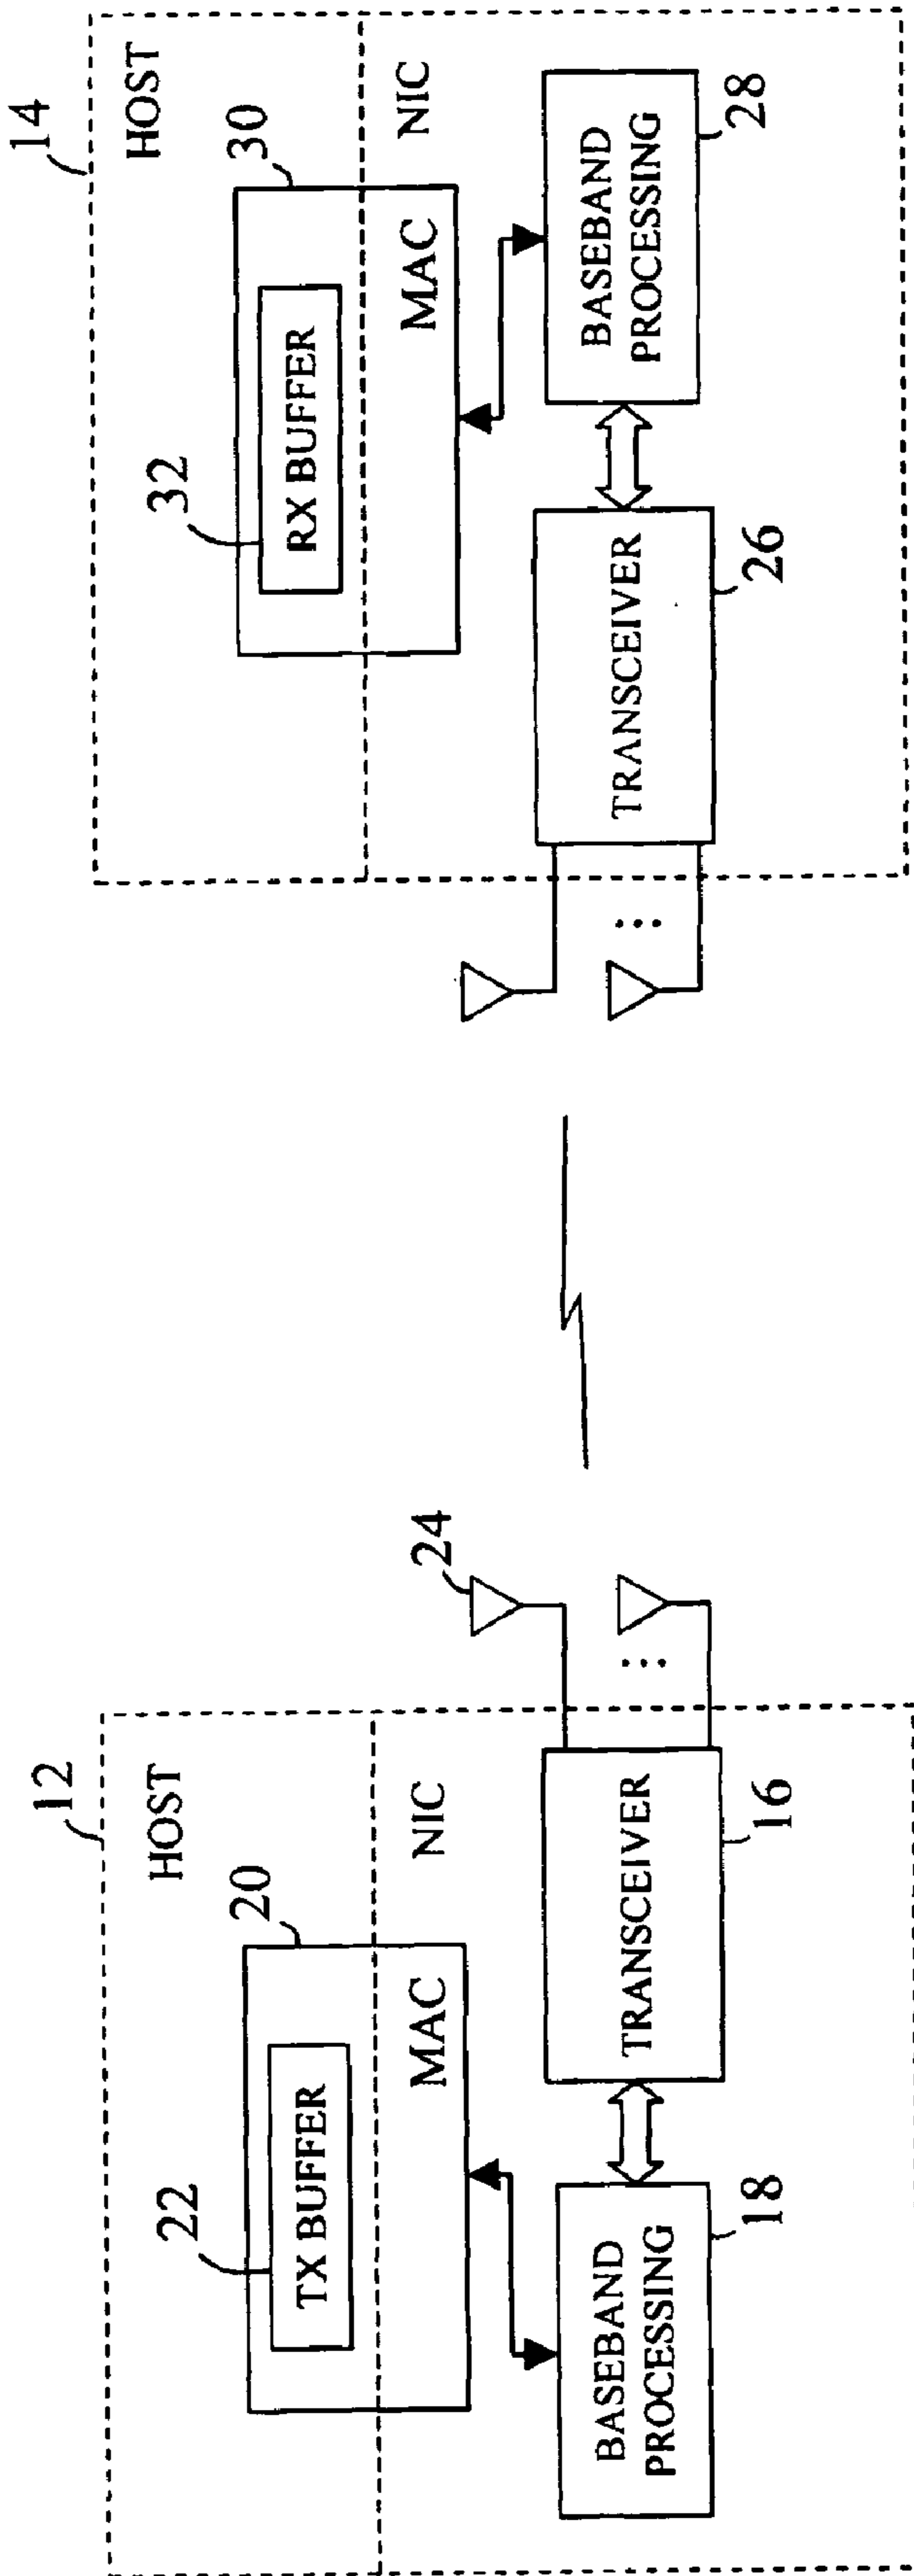 12
HOST
20
22
TX BUFFER
MAC
NIC
24
BASEBAND
PROCESSING
18
TRANSCEIVER
16
14
HOST
30
32
RX BUFFER
MAC
NIC
TRANSCEIVER
26
BASEBAND
PROCESSING
28